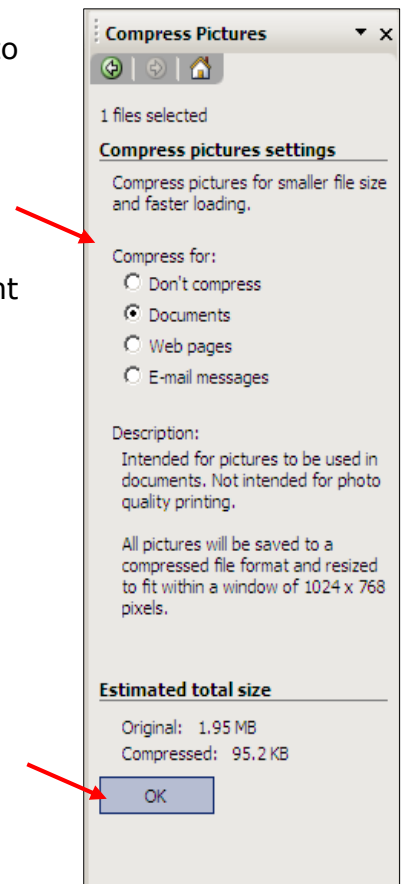 to
nt
Compress Pictures
1 files selected
Compress pictures settings
Compress pictures for smaller file size
and faster loading.
Compress for:
Don't compress
Documents
Web pages
E-mail messages
Description:
Intended for pictures to be used in
documents. Not intended for photo
quality printing.
All pictures will be saved to a
compressed file format and resized
to fit within a window of 1024 x 768
pixels.
Estimated total size
Original: 1.95 MB
Compressed: 95.2 KB
OK